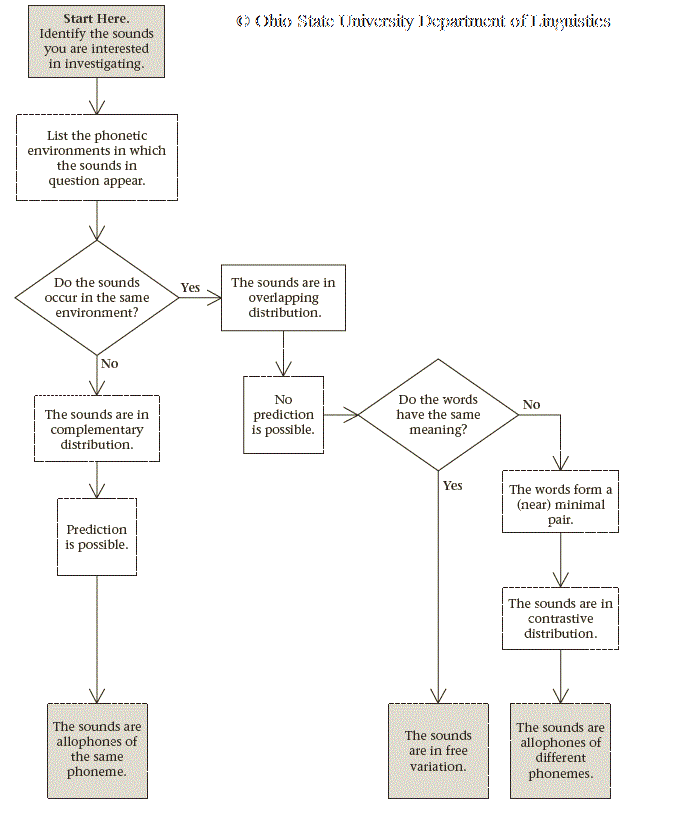 © Ohio State University Department of Linguistics
Start Here.
Identify the sounds
you are interested
in investigating.
List the phonetic
environments in which
the sounds in
question appear.
Do the sounds
occur in the same
environment?
Yes
The sounds are in
overlapping
distribution.
No
The sounds are in
complementary
distribution.
No
prediction
is possible.
Do the words
have the same
meaning?
No
Yes
The words form a
(near) minimal
pair.
Prediction
is possible.
The sounds are in
contrastive
distribution.
The sounds are
allophones of
the same
phoneme.
The sounds
are in free
variation.
The sounds are
allophones of
different
phonemes.